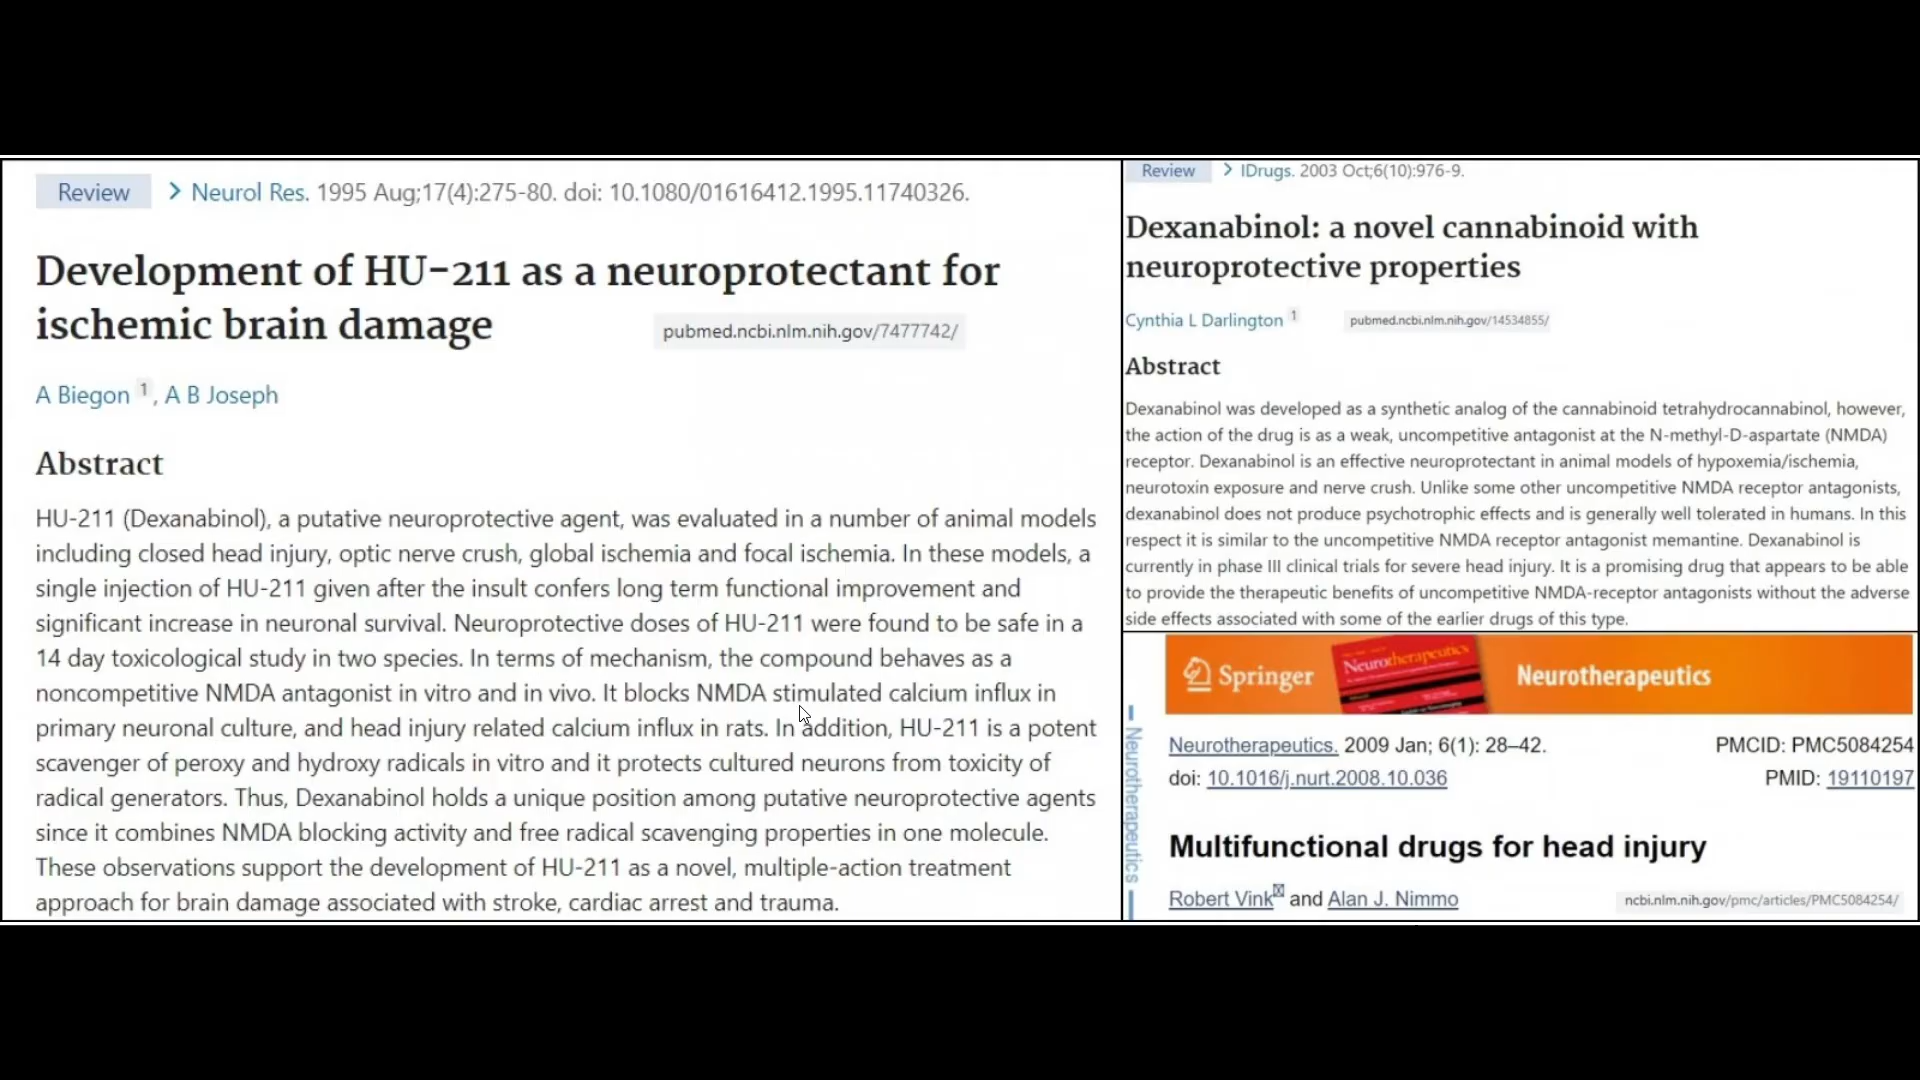 Review > Neurol Res. 1995 Aug;17(4):275-80. doi: 10.1080/01616412.1995.11740326.
Development of HU-211 as a neuroprotectant for
ischemic brain damage
pubmed.ncbi.nlm.nih.gov/7477742/
A Biegon 1, A B Joseph
Abstract
HU-211 (Dexanabinol), a putative neuroprotective agent, was evaluated in a number of animal models
including closed head injury, optic nerve crush, global ischemia and focal ischemia. In these models, a
single injection of HU-211 given after the insult confers long term functional improvement and
significant increase in neuronal survival. Neuroprotective doses of HU-211 were found to be safe in a
14 day toxicological study in two species. In terms of mechanism, the compound behaves as a
noncompetitive NMDA antagonist in vitro and in vivo. It blocks NMDA stimulated calcium influx in
primary neuronal culture, and head injury related calcium influx in rats. In addition, HU-211 is a potent
scavenger of peroxy and hydroxy radicals in vitro and it protects cultured neurons from toxicity of
radical generators. Thus, Dexanabinol holds a unique position among putative neuroprotective agents
since it combines NMDA blocking activity and free radical scavenging properties in one molecule.
These observations support the development of HU-211 as a novel, multiple-action treatment
approach for brain damage associated with stroke, cardiac arrest and trauma.
Review > IDrugs. 2003 Oct;6(10):976-9.
Dexanabinol: a novel cannabinoid with
neuroprotective properties
Cynthia L Darlington 1
pubmed.ncbi.nlm.nih.gov/14534855/
Abstract
Dexanabinol was developed as a synthetic analog of the cannabinoid tetrahydrocannabinol, however,
the action of the drug is as a weak, uncompetitive antagonist at the N-methyl-D-aspartate (NMDA)
receptor. Dexanabinol is an effective neuroprotectant in animal models of hypoxemia/ischemia,
neurotoxin exposure and nerve crush. Unlike some other uncompetitive NMDA receptor antagonists,
dexanabinol does not produce psychotrophic effects and is generally well tolerated in humans. In this
respect it is similar to the uncompetitive NMDA receptor antagonist memantine. Dexanabinol is
currently in phase III clinical trials for severe head injury. It is a promising drug that appears to be able
to provide the therapeutic benefits of uncompetitive NMDA-receptor antagonists without the adverse
side effects associated with some of the earlier drugs of this type.
Springer
Neurotherapeutics
Neurotherapeutics
Neurotherapeutics
Neurotherapeutics. 2009 Jan; 6(1): 28–42.
PMCID: PMC5084254
doi: 10.1016/j.nurt.2008.10.036
PMID: 19110197
Multifunctional drugs for head injury
Robert Vink and Alan J. Nimmo
ncbi.nlm.nih.gov/pmc/articles/PMC5084254/